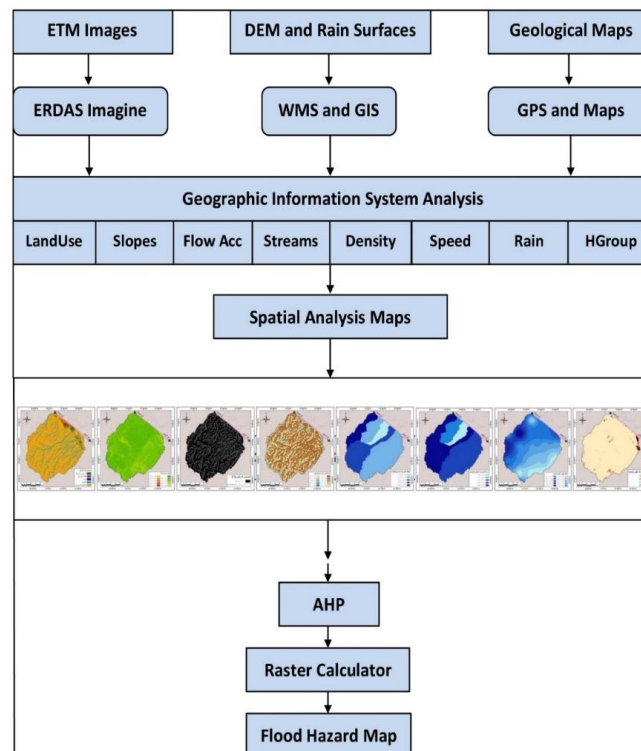 ETM Images
DEM and Rain Surfaces
Geological Maps
ERDAS Imagine
WMS and GIS
GPS and Maps
Geographic Information System Analysis
LandUse
Slopes
Flow Acc
Streams
Density
Speed
Rain
HGroup
Spatial Analysis Maps
AHP
Raster Calculator
Flood Hazard Map